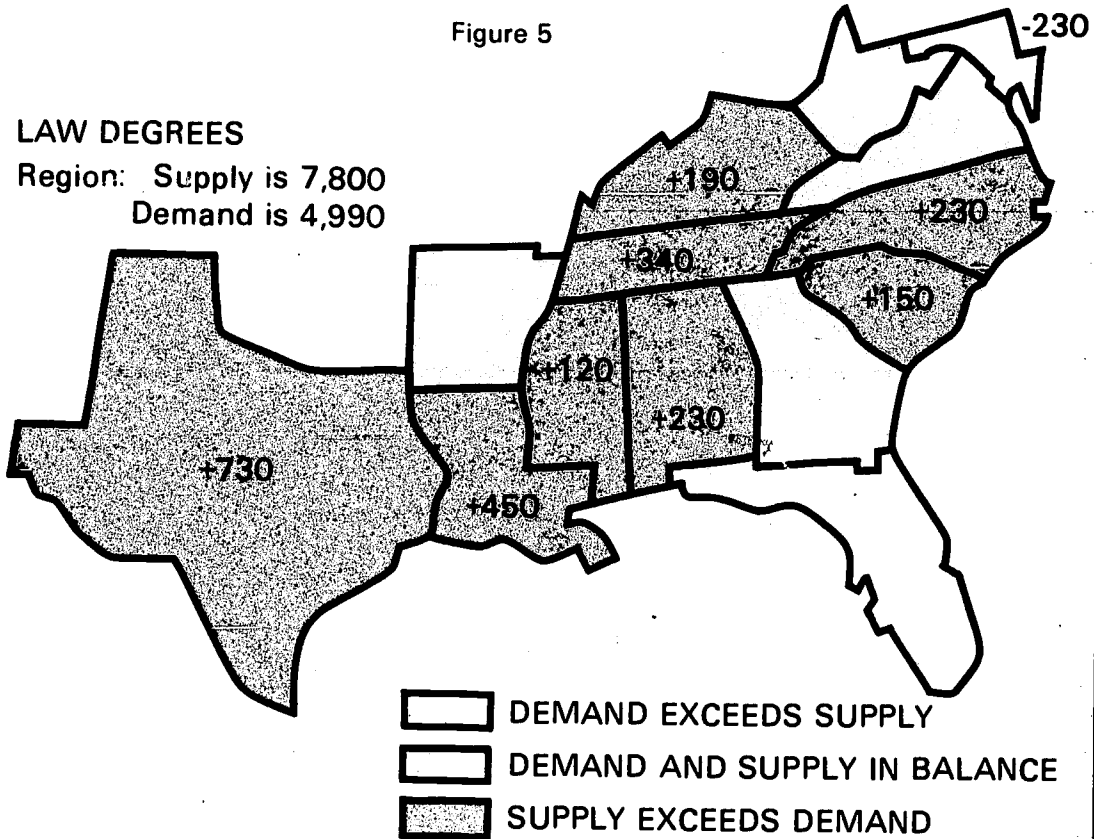 Figure 5
-230
LAW DEGREES
Region: Supply is 7,800
Demand is 4,990
+190
+230
+340
+150
+120
+230
+730
+450
DEMAND EXCEEDS SUPPLY
DEMAND AND SUPPLY IN BALANCE
SUPPLY EXCEEDS DEMAND